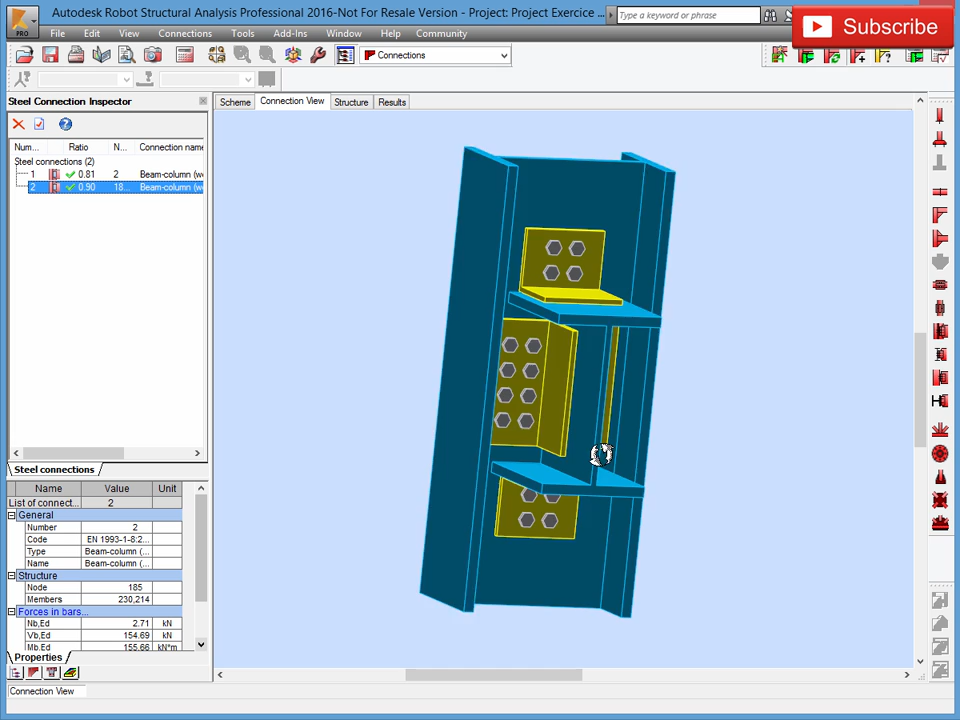 Autodesk Robot Structural Analysis Professional 2016-Not For Resale Version - Project: Project Exercice ...
Type a keyword or phrase
Subscribe
PRO
File Edit View Connections Tools Add-Ins Window Help Community
Connections
Steel Connection Inspector
Scheme Connection View Structure Results
Num... Ratio N... Connection name
Steel connections (2)
1 0.81 2 Beam-column (we
2 0.90 18... Beam-column (we
Steel connections
Name Value Unit
List of connect... 2
General
Number 2
Code EN 1993-1-8:2...
Type Beam-column (...
Name Beam-column (...
Structure
Node 185
Members 230,214
Forces in bars...
Nb,Ed 2.71 kN
Vb,Ed 154.69 kN
Mb,Ed 155.66 kN*m
Properties
Connection View